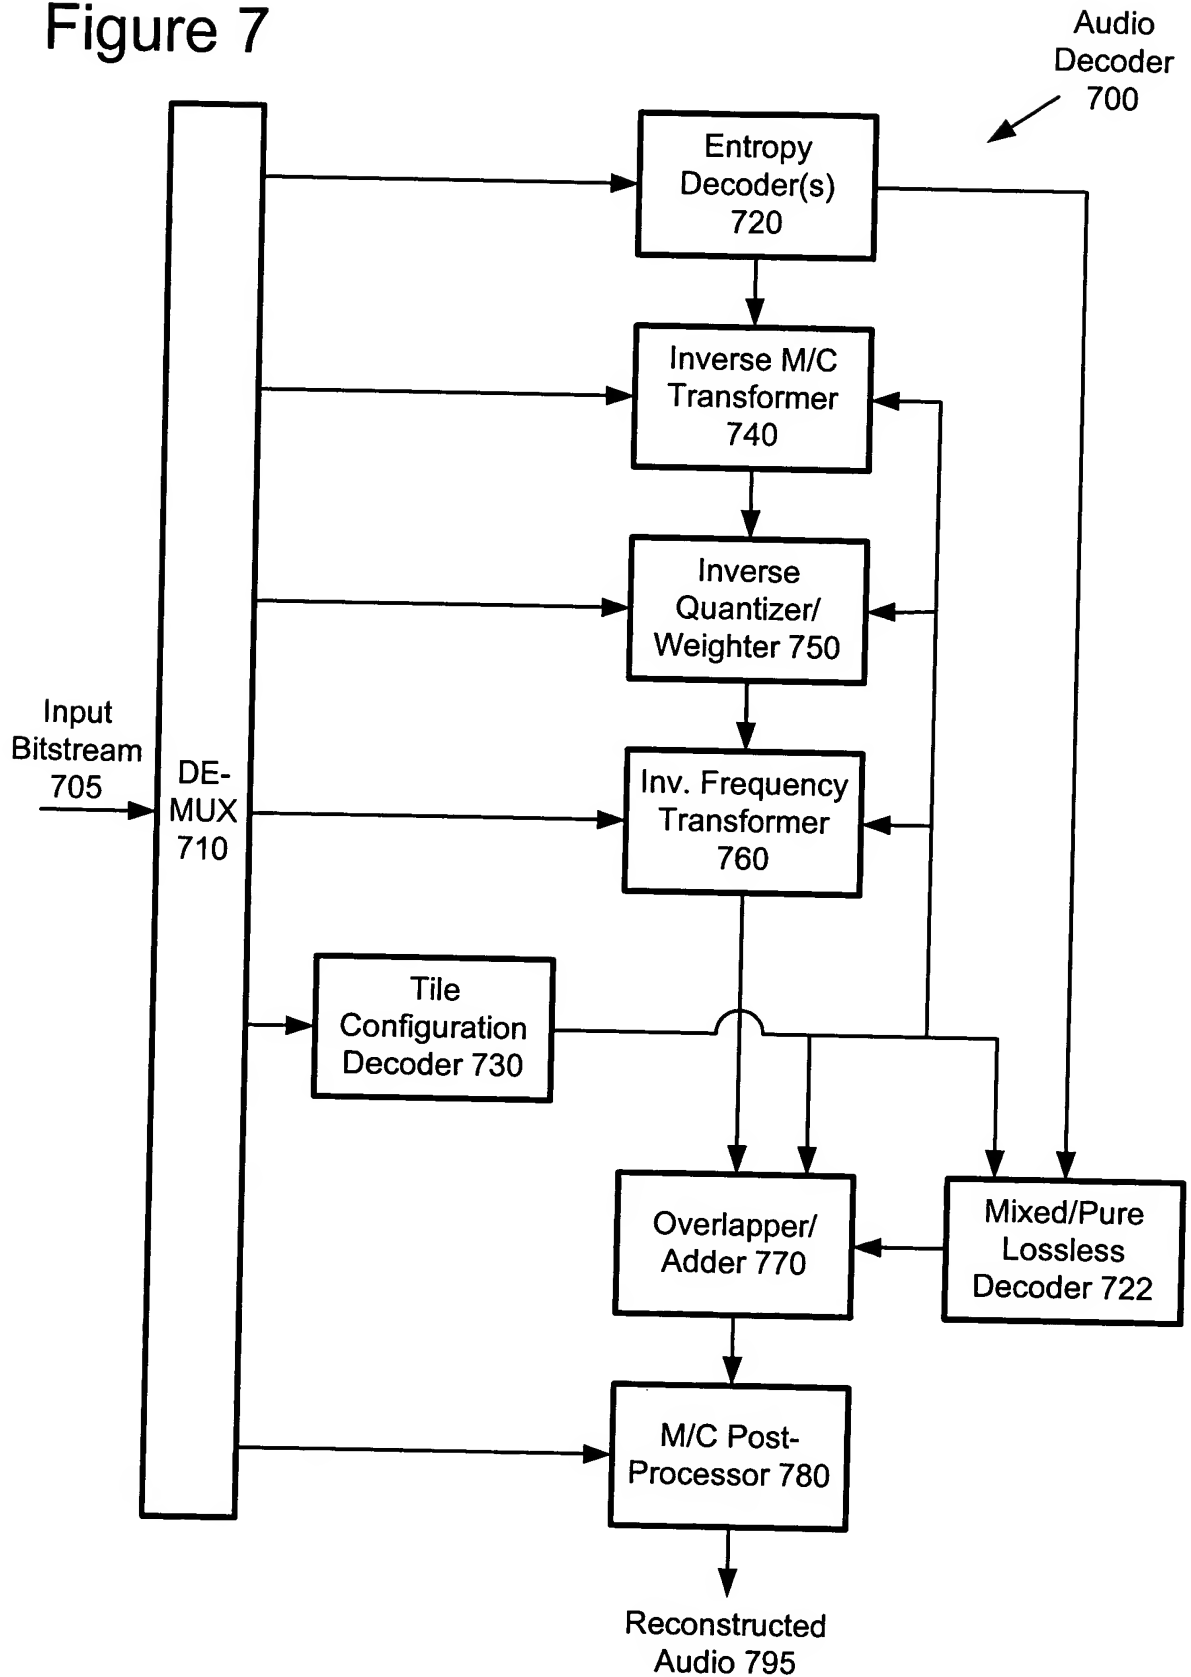 Figure 7
Audio
Decoder
700
Entropy
Decoder(s)
720
Inverse M/C
Transformer
740
Inverse
Quantizer/
Weighter 750
Input
Bitstream
705
DE-
MUX
710
Inv. Frequency
Transformer
760
Tile
Configuration
Decoder 730
Overlapper/
Adder 770
Mixed/Pure
Lossless
Decoder 722
M/C Post-
Processor 780
Reconstructed
Audio 795